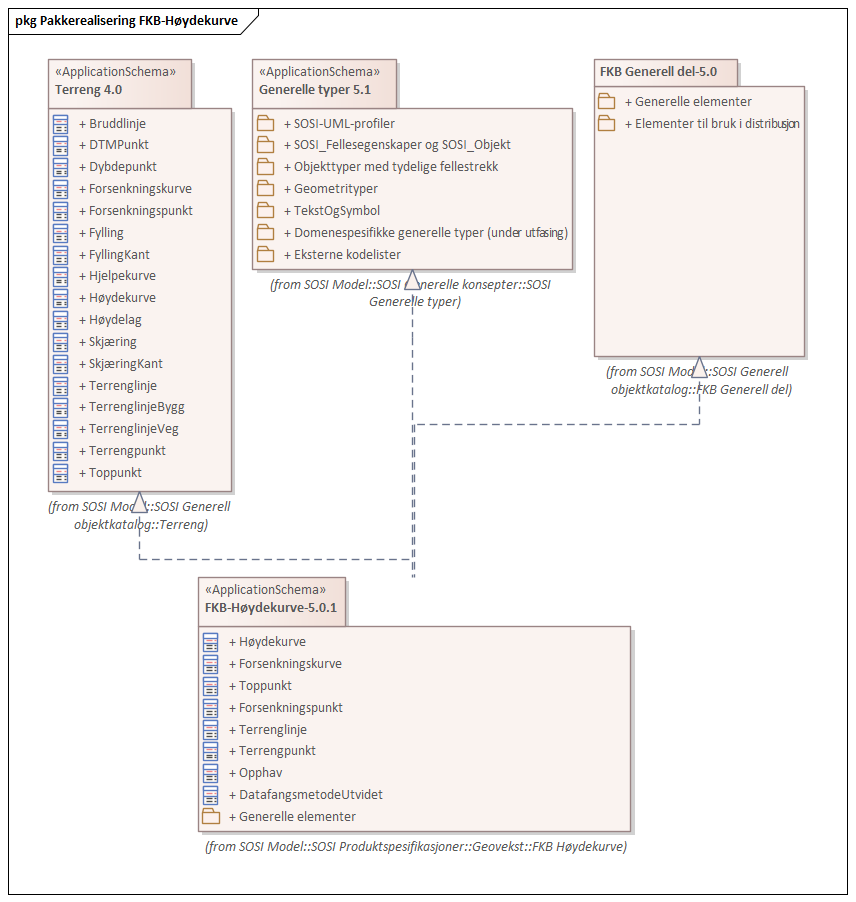 pkg Pakkerealisering FKB-Høydekurve
«ApplicationSchema»
Terreng 4.0
+ Bruddlinje
+ DTMPunkt
+ Dybdepunkt
+ Forsenkningskurve
+ Forsenkningspunkt
+ Fylling
+ FyllingKant
+ Hjelpekurve
+ Høydekurve
+ Høydelag
+ Skjæring
+ SkjæringKant
+ Terrenglinje
+ TerrenglinjeBygg
+ TerrenglinjeVeg
+ Terrengpunkt
+ Toppunkt
(from SOSI Model::SOSI Generell
objektkatalog::Terreng)
«ApplicationSchema»
Generelle typer 5.1
+ SOSI-UML-profiler
+ SOSI_Fellesegenskaper og SOSI_Objekt
+ Objekttyper med tydelige fellestrekk
+ Geometrityper
+ TekstOgSymbol
+ Domenespesifikke generelle typer (under utfasing)
+ Eksterne kodelister
(from SOSI Model::SOSI Generelle konsepter::SOSI
Generelle typer)
FKB Generell del-5.0
+ Generelle elementer
+ Elementer til bruk i distribusjon
(from SOSI Model::SOSI Generell
objektkatalog::FKB Generell del)
«ApplicationSchema»
FKB-Høydekurve-5.0.1
+ Høydekurve
+ Forsenkningskurve
+ Toppunkt
+ Forsenkningspunkt
+ Terrenglinje
+ Terrengpunkt
+ Opphav
+ DatafangsmetodeUtvidet
+ Generelle elementer
(from SOSI Model::SOSI Produktspesifikasjoner::Geovekst::FKB Høydekurve)